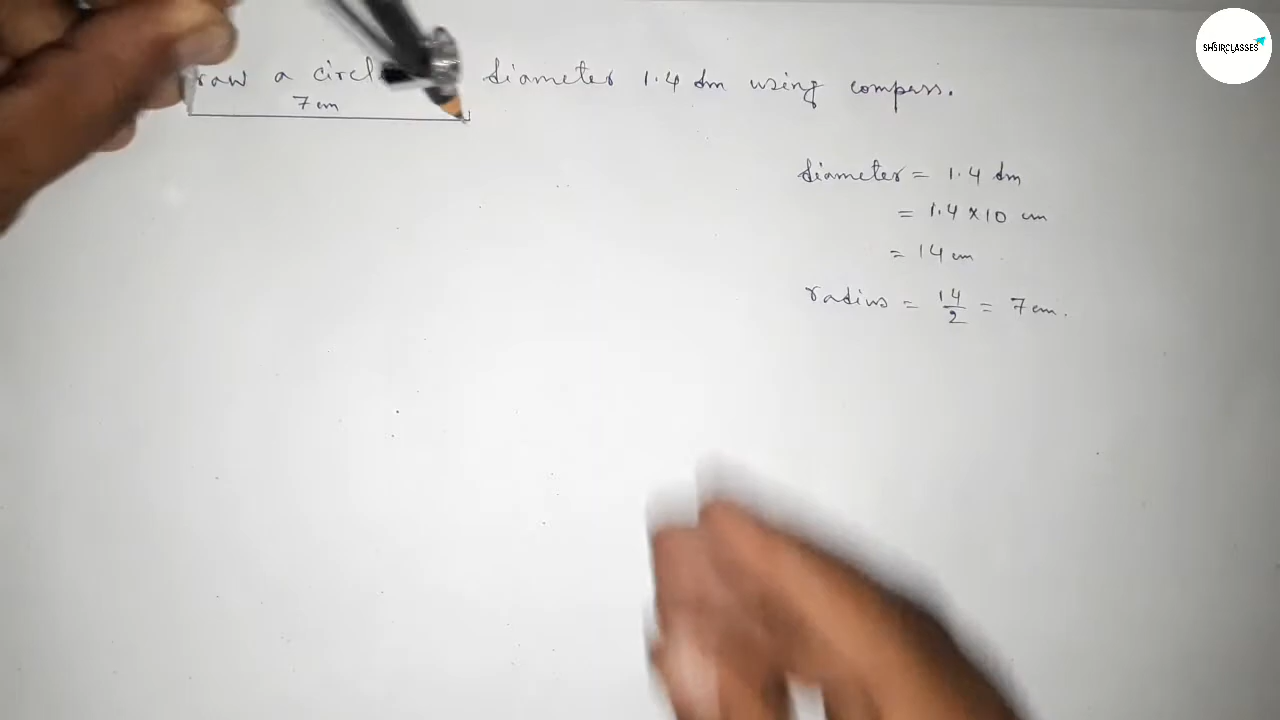 raw a circl diameter 1.4 dm using compass.
7 cm
diameter = 1.4 dm
= 1.4 × 10 cm
= 14 cm
radius = 14/2 = 7 cm.
SHSIRCLASSES